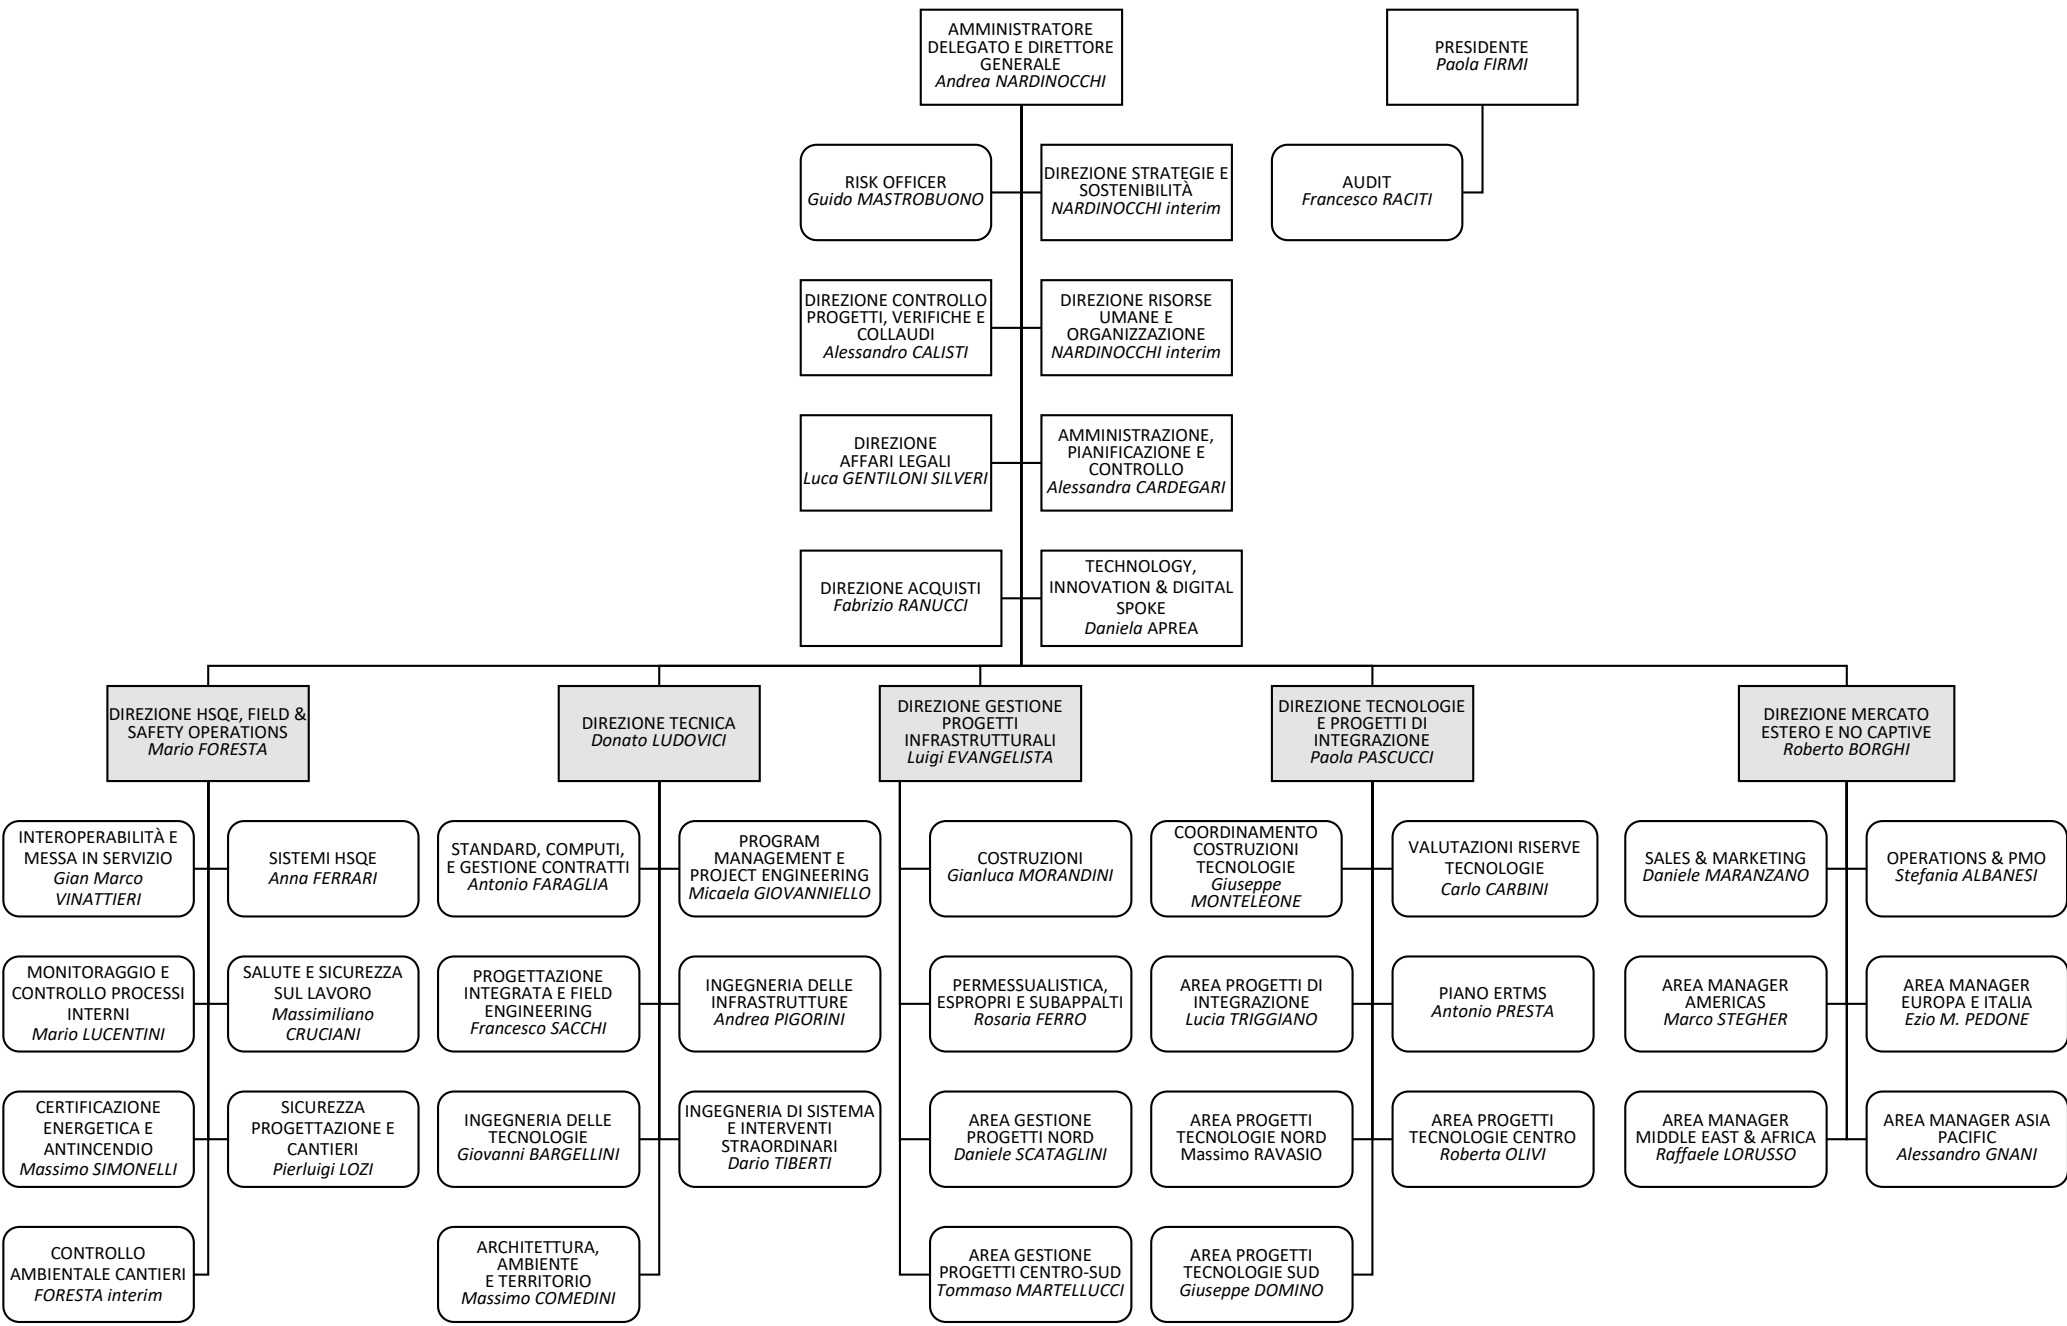 AMMINISTRATORE
DELEGATO E DIRETTORE
GENERALE
Andrea NARDINOCCHI
PRESIDENTE
Paola FIRMI
RISK OFFICER
Guido MASTROBUONO
DIREZIONE STRATEGIE E
SOSTENIBILITÀ
NARDINOCCHI interim
AUDIT
Francesco RACITI
DIREZIONE CONTROLLO
PROGETTI, VERIFICHE E
COLLAUDI
Alessandro CALISTI
DIREZIONE RISORSE
UMANE E
ORGANIZZAZIONE
NARDINOCCHI interim
DIREZIONE
AFFARI LEGALI
Luca GENTILONI SILVERI
AMMINISTRAZIONE,
PIANIFICAZIONE E
CONTROLLO
Alessandra CARDEGARI
DIREZIONE ACQUISTI
Fabrizio RANUCCI
TECHNOLOGY,
INNOVATION & DIGITAL
SPOKE
Daniela APREA
DIREZIONE HSQE, FIELD &
SAFETY OPERATIONS
Mario FORESTA
DIREZIONE TECNICA
Donato LUDOVICI
DIREZIONE GESTIONE
PROGETTI
INFRASTRUTTURALI
Luigi EVANGELISTA
DIREZIONE TECNOLOGIE
E PROGETTI DI
INTEGRAZIONE
Paola PASCUCCI
DIREZIONE MERCATO
ESTERO E NO CAPTIVE
Roberto BORGHI
INTEROPERABILITÀ E
MESSA IN SERVIZIO
Gian Marco
VINATTIERI
SISTEMI HSQE
Anna FERRARI
STANDARD, COMPUTI,
E GESTIONE CONTRATTI
Antonio FARAGLIA
PROGRAM
MANAGEMENT E
PROJECT ENGINEERING
Micaela GIOVANNIELLO
COSTRUZIONI
Gianluca MORANDINI
COORDINAMENTO
COSTRUZIONI
TECNOLOGIE
Giuseppe
MONTELEONE
VALUTAZIONI RISERVE
TECNOLOGIE
Carlo CARBINI
SALES & MARKETING
Daniele MARANZANO
OPERATIONS & PMO
Stefania ALBANESI
MONITORAGGIO E
CONTROLLO PROCESSI
INTERNI
Mario LUCENTINI
SALUTE E SICUREZZA
SUL LAVORO
Massimiliano
CRUCIANI
PROGETTAZIONE
INTEGRATA E FIELD
ENGINEERING
Francesco SACCHI
INGEGNERIA DELLE
INFRASTRUTTURE
Andrea PIGORINI
PERMESSUALISTICA,
ESPROPRI E SUBAPPALTI
Rosaria FERRO
AREA PROGETTI DI
INTEGRAZIONE
Lucia TRIGGIANO
PIANO ERTMS
Antonio PRESTA
AREA MANAGER
AMERICAS
Marco STEGHER
AREA MANAGER
EUROPA E ITALIA
Ezio M. PEDONE
CERTIFICAZIONE
ENERGETICA E
ANTINCENDIO
Massimo SIMONELLI
SICUREZZA
PROGETTAZIONE E
CANTIERI
Pierluigi LOZI
INGEGNERIA DELLE
TECNOLOGIE
Giovanni BARGELLINI
INGEGNERIA DI SISTEMA
E INTERVENTI
STRAORDINARI
Dario TIBERTI
AREA GESTIONE
PROGETTI NORD
Daniele SCATAGLINI
AREA PROGETTI
TECNOLOGIE NORD
Massimo RAVASIO
AREA PROGETTI
TECNOLOGIE CENTRO
Roberta OLIVI
AREA MANAGER
MIDDLE EAST & AFRICA
Raffaele LORUSSO
AREA MANAGER ASIA
PACIFIC
Alessandro GNANI
CONTROLLO
AMBIENTALE CANTIERI
FORESTA interim
ARCHITETTURA,
AMBIENTE
E TERRITORIO
Massimo COMEDINI
AREA GESTIONE
PROGETTI CENTRO-SUD
Tommaso MARTELLUCCI
AREA PROGETTI
TECNOLOGIE SUD
Giuseppe DOMINO